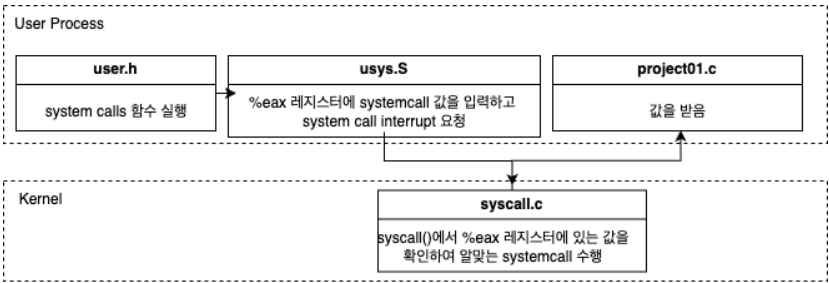 User Process
user.h
system calls 함수 실행
usys.S
%eax 레지스터에 systemcall 값을 입력하고
system call interrupt 요청
project01.c
값을 받음
Kernel
syscall.c
syscall()에서 %eax 레지스터에 있는 값을
확인하여 알맞는 systemcall 수행